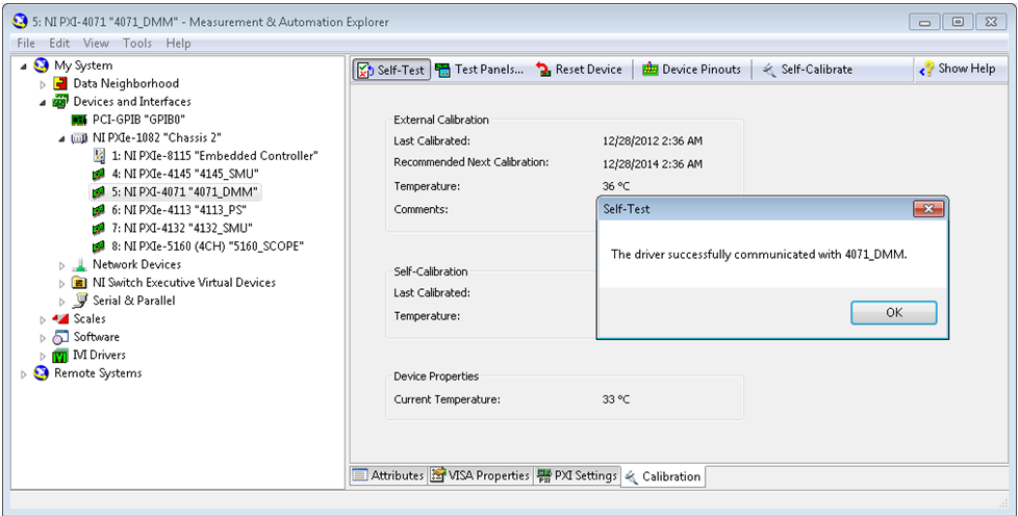 5: NI PXI-4071 "4071_DMM" - Measurement & Automation Explorer
File Edit View Tools Help
My System
Data Neighborhood
Devices and Interfaces
PCI-GPIB "GPIB0"
NI PXIe-1082 "Chassis 2"
1: NI PXIe-8115 "Embedded Controller"
4: NI PXIe-4145 "4145_SMU"
5: NI PXI-4071 "4071_DMM"
6: NI PXIe-4113 "4113_PS"
7: NI PXI-4132 "4132_SMU"
8: NI PXIe-5160 (4CH) "5160_SCOPE"
Network Devices
NI Switch Executive Virtual Devices
Serial & Parallel
Scales
Software
IVI Drivers
Remote Systems
Self-Test Test Panels... Reset Device Device Pinouts Self-Calibrate Show Help
External Calibration
Last Calibrated: 12/28/2012 2:36 AM
Recommended Next Calibration: 12/28/2014 2:36 AM
Temperature: 36 °C
Comments:
Self-Calibration
Last Calibrated:
Temperature:
Self-Test
The driver successfully communicated with 4071_DMM.
OK
Device Properties
Current Temperature: 33 °C
Attributes VISA Properties PXI Settings Calibration